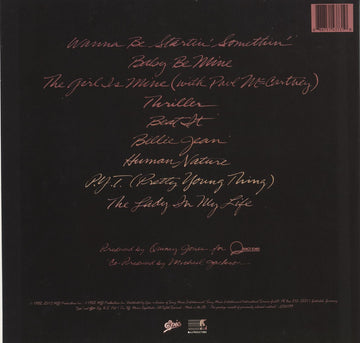 Wanna Be Startin' Somethin'
Baby Be Mine
The Girl Is Mine (with Paul McCartney)
Thriller
Beat It
Billie Jean
Human Nature
P.Y.T. (Pretty Young Thing)
The Lady In My Life
Produced by Quincy Jones for
Co-Produced by Michael Jackson
Epic